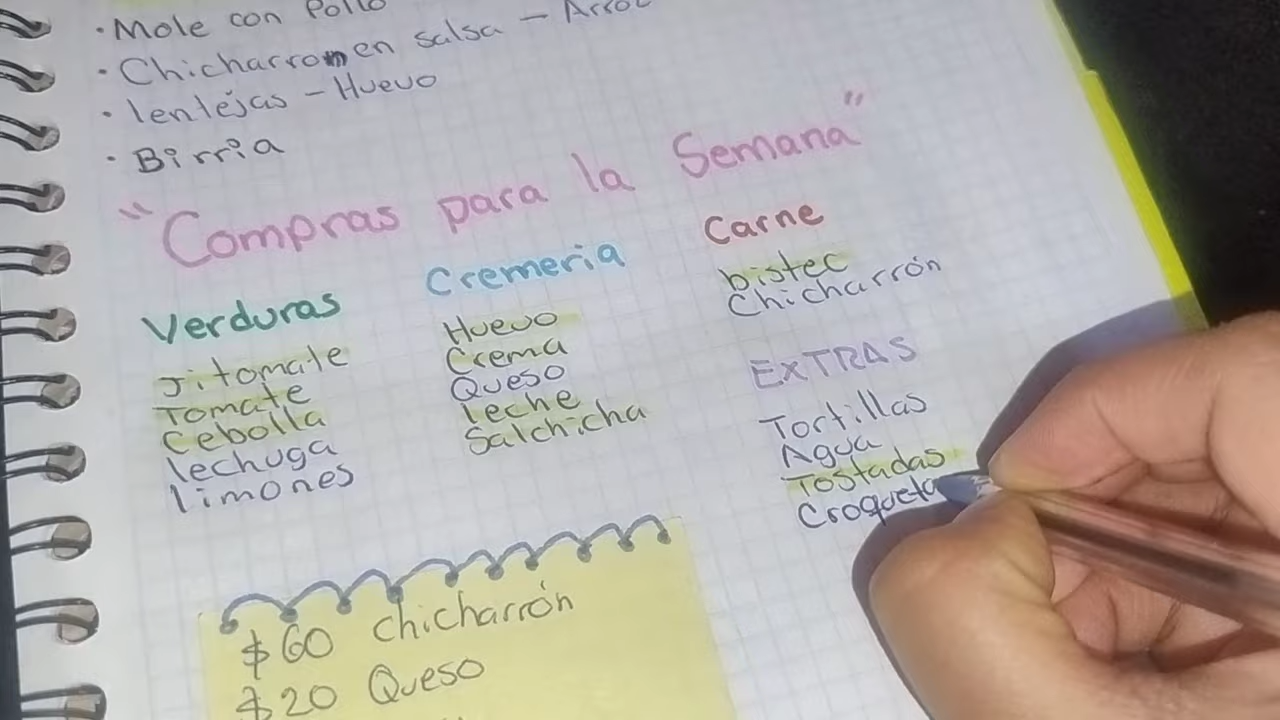 • Mole con Pollo
• Chicharron en salsa - Arroz
• lentejas - Huevo
• Birria
"Compras para la Semana"
Verduras
Jitomate
Tomate
Cebolla
lechuga
limones
Cremeria
Huevo
Crema
Queso
leche
Salchicha
Carne
bistec
Chicharrón
EXTRAS
Tortillas
Agua
Tostadas
Croqueta
$60 chicharrón
$20 Queso